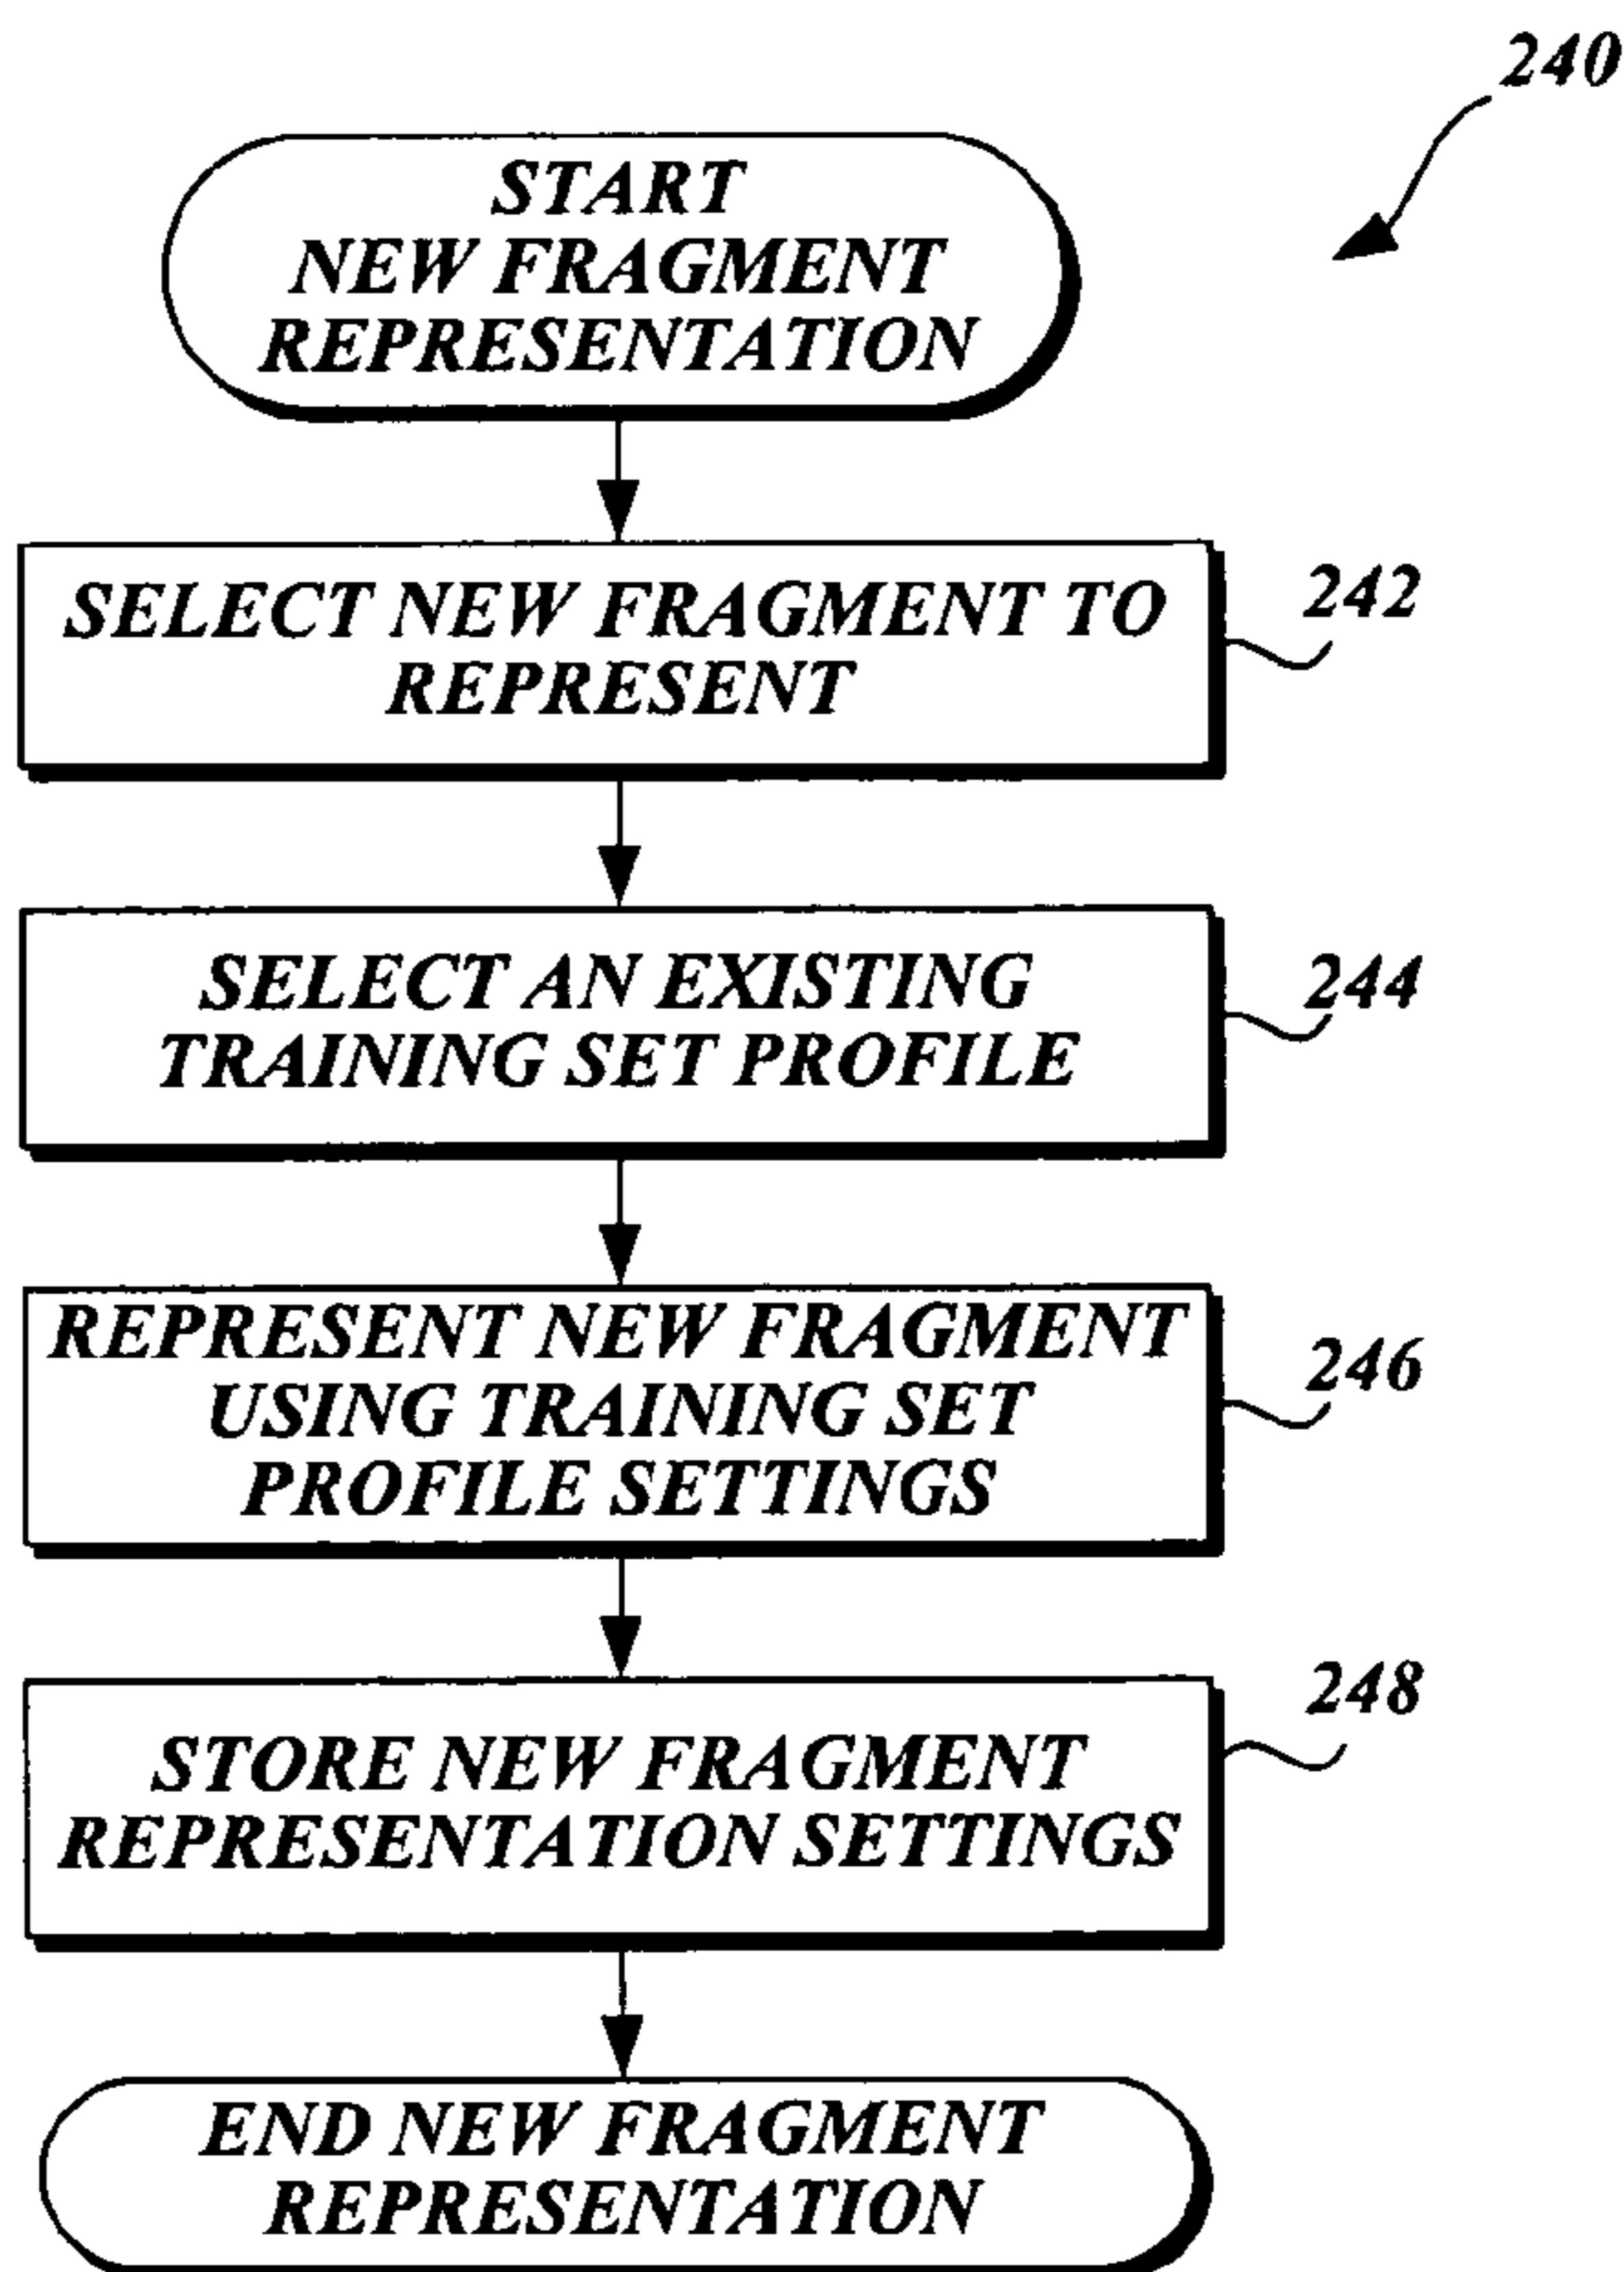 240
START
NEW FRAGMENT
REPRESENTATION
SELECT NEW FRAGMENT TO
REPRESENT
242
SELECT AN EXISTING
TRAINING SET PROFILE
244
REPRESENT NEW FRAGMENT
USING TRAINING SET
PROFILE SETTINGS
246
STORE NEW FRAGMENT
REPRESENTATION SETTINGS
248
END NEW FRAGMENT
REPRESENTATION